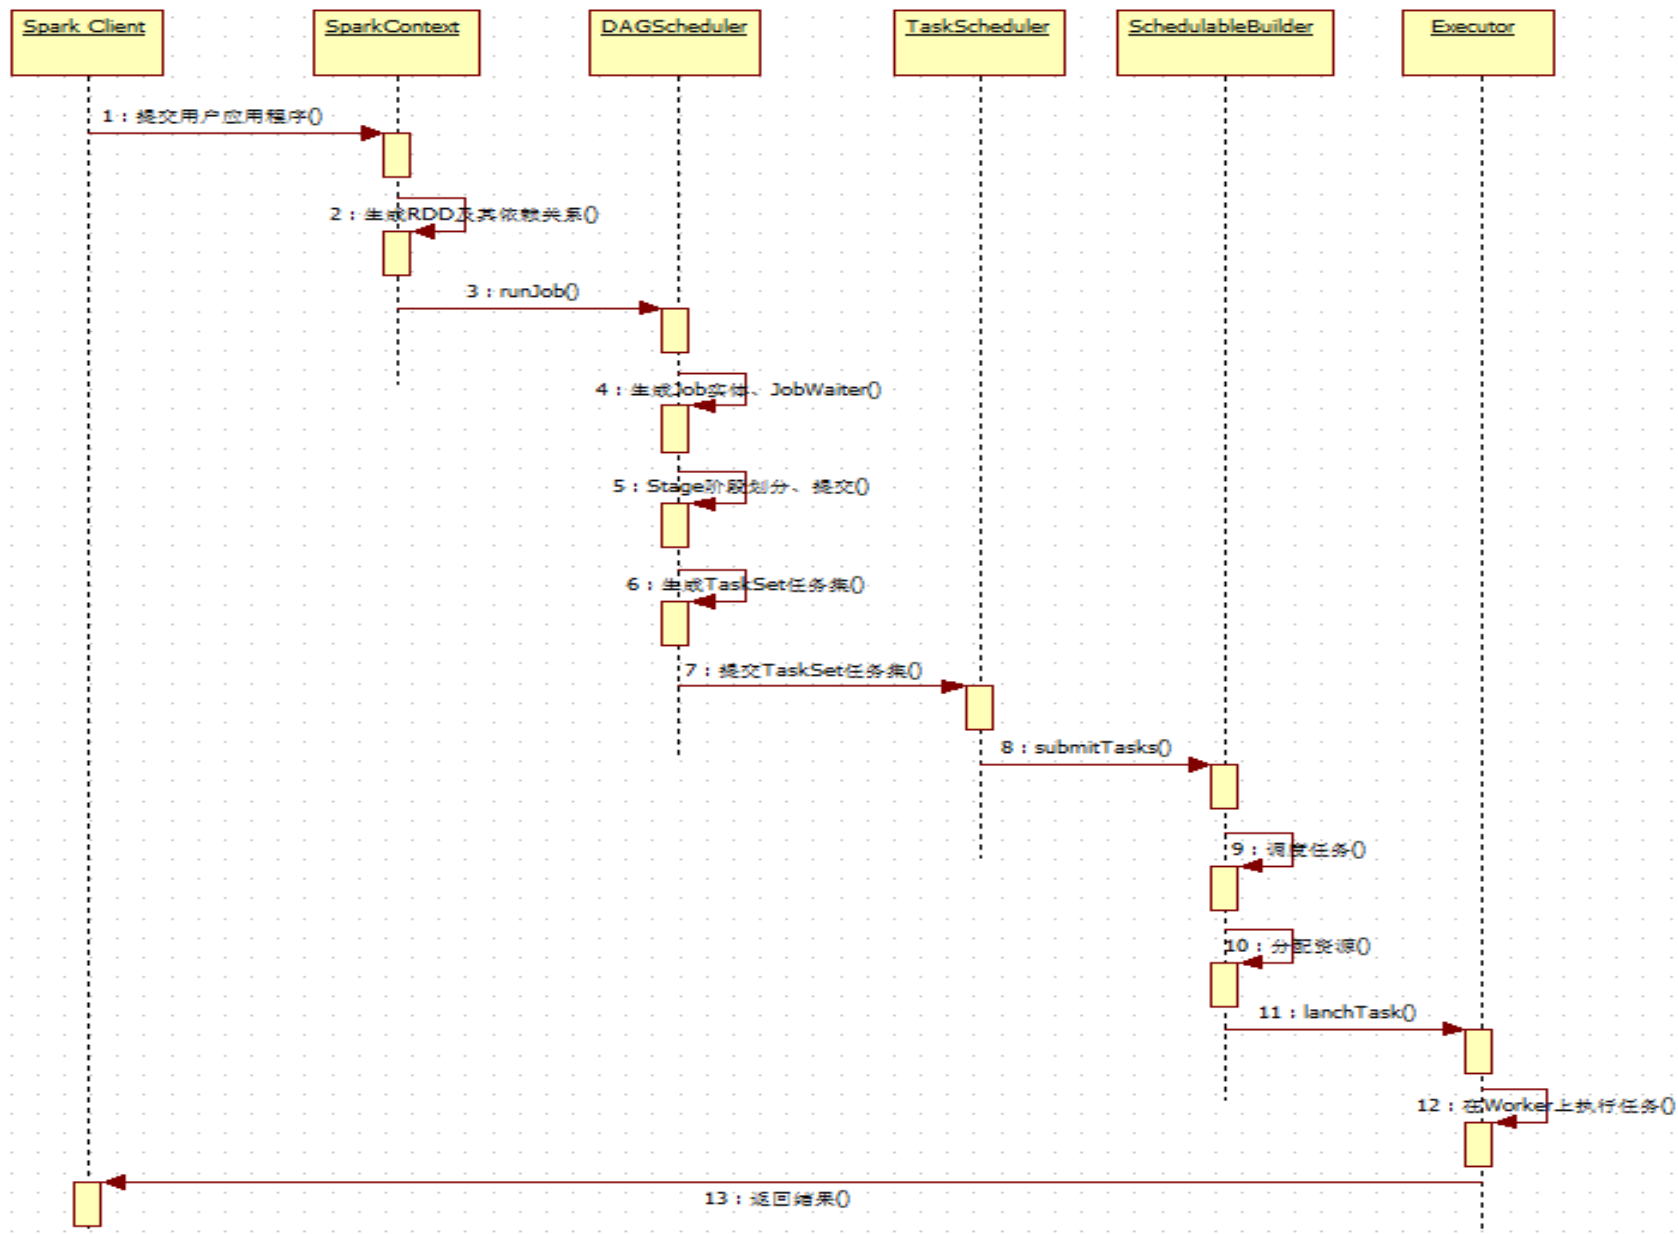 Spark Client
SparkContext
DAGScheduler
TaskScheduler
SchedulableBuilder
Executor
1 : 提交用户应用程序()
2 : 生成RDD及其依赖关系()
3 : runJob()
4 : 生成Job实体、JobWaiter()
5 : Stage阶段划分、提交()
6 : 生成TaskSet任务集()
7 : 提交TaskSet任务集()
8 : submitTasks()
9 : 调度任务()
10 : 分配资源()
11 : lanchTask()
12 : 在Worker上执行任务()
13 : 返回结果()